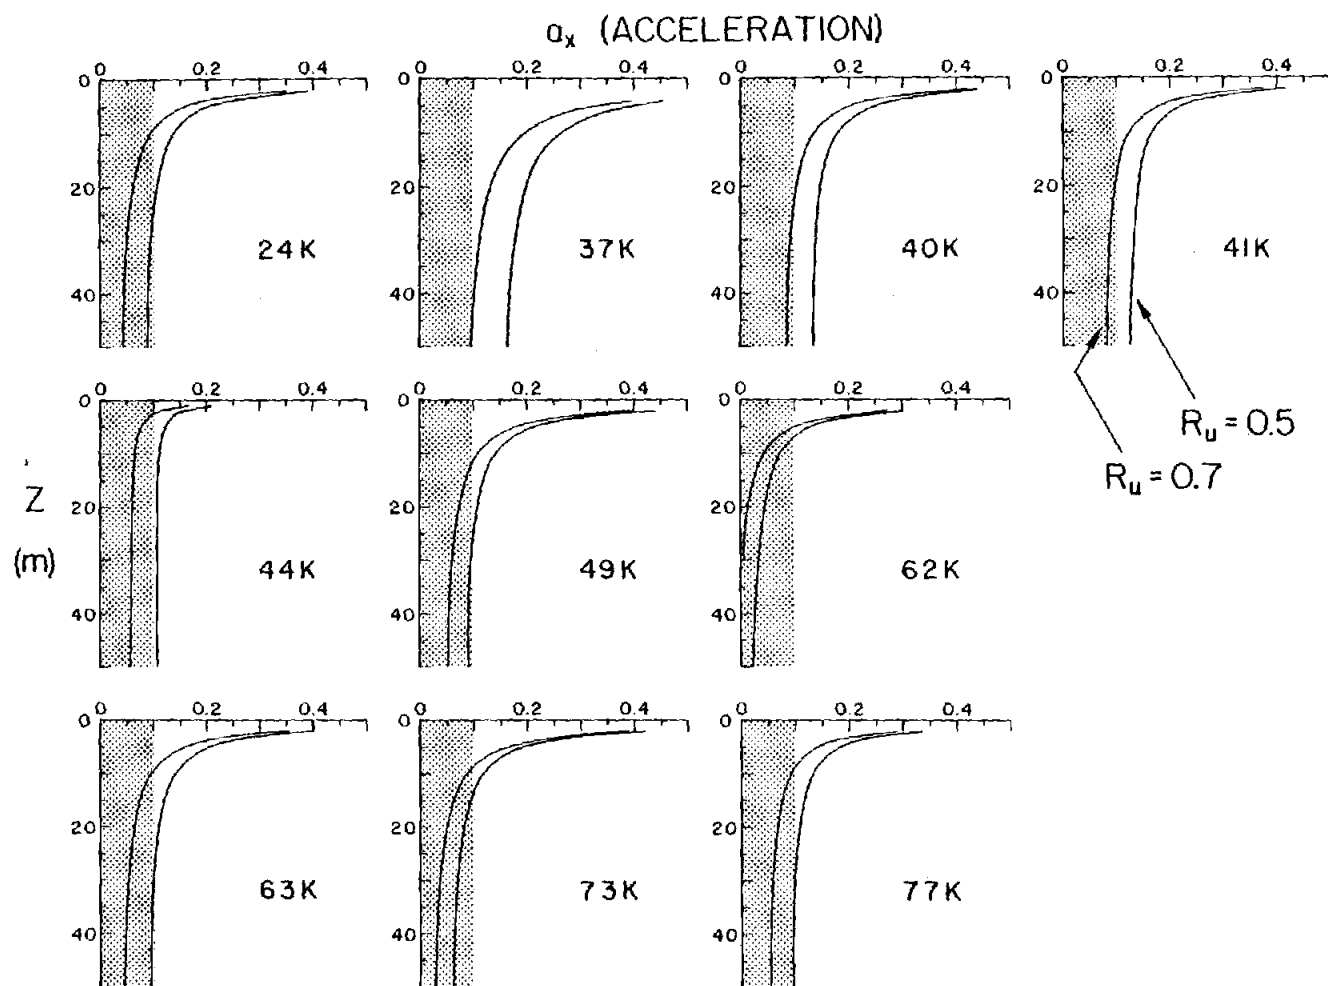 aₓ (ACCELERATION)
0 0.2 0.4 0 0.2 0.4 0 0.2 0.4 0 0.2 0.4
0 0 0 0
20 20 20 20
24K 37K 40K 41K
40 40 40 40
0 0.2 0.4 0 0.2 0.4 0 0.2 0.4
0 0 0
Rᵤ = 0.5
Rᵤ = 0.7
Z
20 20 20
(m)
44K 49K 62K
40 40 40
0 0.2 0.4 0 0.2 0.4 0 0.2 0.4
0 0 0
20 20 20
63K 73K 77K
40 40 40